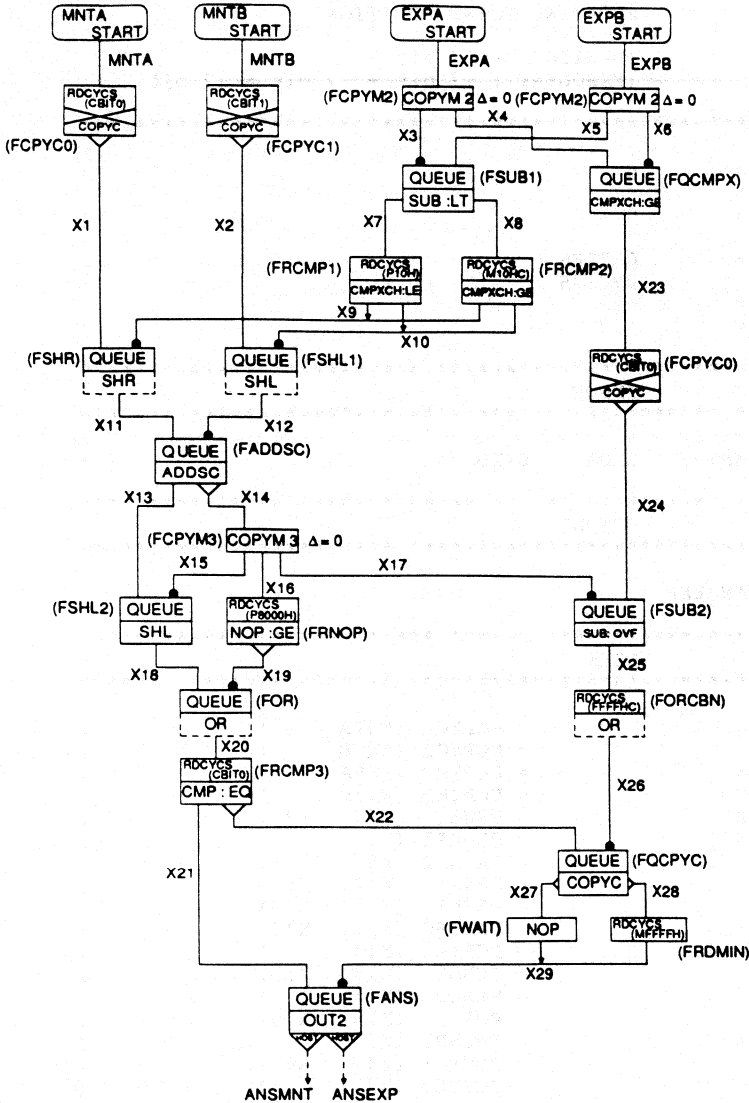 MNTA
START
MNTB
START
EXPA
START
EXPB
START
MNTA
MNTB
EXPA
EXPB
RDCYCS
(CBIT0)
COPYC
(FCPYC0)
RDCYCS
(CBIT1)
COPYC
(FCPYC1)
(FCPYM2)
COPYM 2
Δ = 0
(FCPYM2)
COPYM 2
Δ = 0
X3
X4
X5
X6
QUEUE
SUB :LT
(FSUB1)
QUEUE
CMPXCH:GE
(FQCMPX)
X1
X2
X7
X8
(FRCMP1)
RDCYCS
(P10H)
CMPXCH:LE
RDCYCS
(M10HC)
CMPXCH:GE
(FRCMP2)
X23
X9
X10
(FSHR)
QUEUE
SHR
QUEUE
SHL
(FSHL1)
RDCYCS
(CBIT0)
COPYC
(FCPYC0)
X11
X12
QUEUE
ADDSC
(FADDSC)
X13
X14
X24
(FCPYM3)
COPYM 3
Δ = 0
X15
X16
X17
(FSHL2)
QUEUE
SHL
RDCYCS
(P8000H)
NOP :GE
(FRNOP)
QUEUE
SUB: OVF
(FSUB2)
X18
X19
X25
QUEUE
OR
(FOR)
RDCYCS
(FFFFHC)
OR
(FORCBN)
X20
RDCYCS
(CBIT0)
CMP : EQ
(FRCMP3)
X26
X22
X21
QUEUE
COPYC
(FQCPYC)
X27
X28
(FWAIT)
NOP
RDCYCS
(MFFFFH)
(FRDMIN)
X29
QUEUE
OUT2
HOST
HOST
(FANS)
ANSMNT
ANSEXP